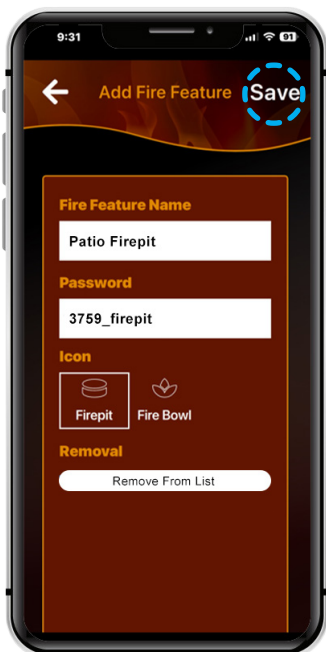 9:31
91
Add Fire Feature
Save
Fire Feature Name
Patio Firepit
Password
3759_firepit
Icon
Firepit
Fire Bowl
Removal
Remove From List